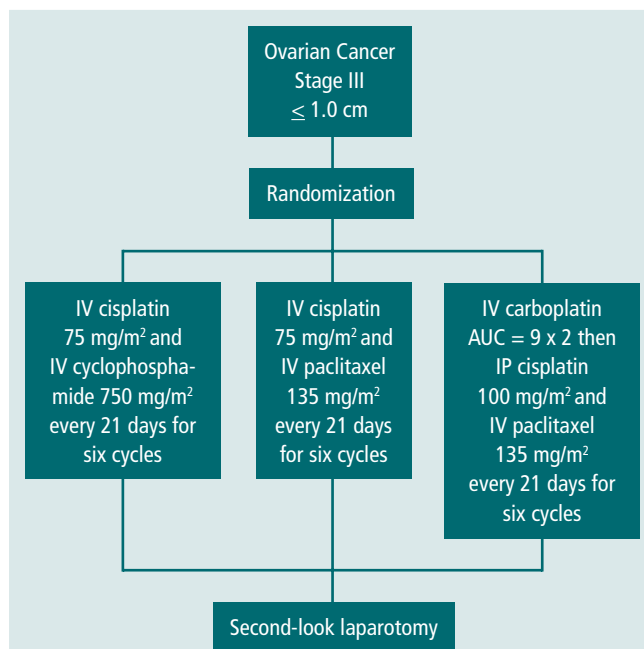 Ovarian Cancer
Stage III
≤ 1.0 cm
Randomization
IV cisplatin
75 mg/m² and
IV cyclophospha-
mide 750 mg/m²
every 21 days for
six cycles
IV cisplatin
75 mg/m² and
IV paclitaxel
135 mg/m²
every 21 days
for six cycles
IV carboplatin
AUC = 9 x 2 then
IP cisplatin
100 mg/m² and
IV paclitaxel
135 mg/m²
every 21 days for
six cycles
Second-look laparotomy